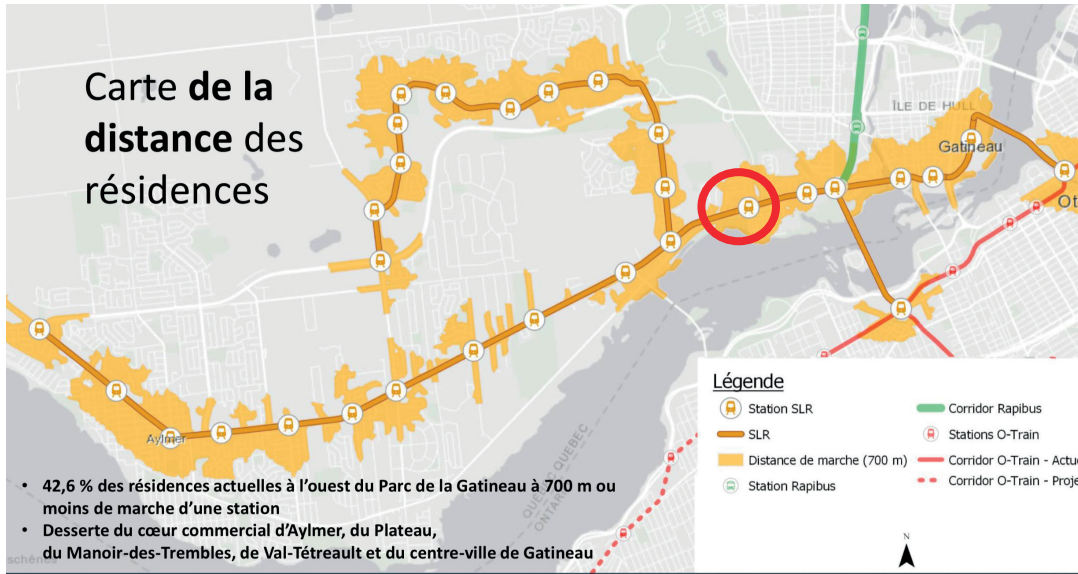 Carte de la
distance des
résidences
ÎLE DE HULL
Gatineau
Ot
Aylmer
QUÉBEC QUEBEC
ONTARIO
schênes
Légende
Station SLR
SLR
Distance de marche (700 m)
Station Rapibus
Corridor Rapibus
Stations O-Train
Corridor O-Train - Actue
Corridor O-Train - Proje
N
• 42,6 % des résidences actuelles à l'ouest du Parc de la Gatineau à 700 m ou
moins de marche d'une station
• Desserte du cœur commercial d'Aylmer, du Plateau,
du Manoir-des-Trembles, de Val-Tétreault et du centre-ville de Gatineau